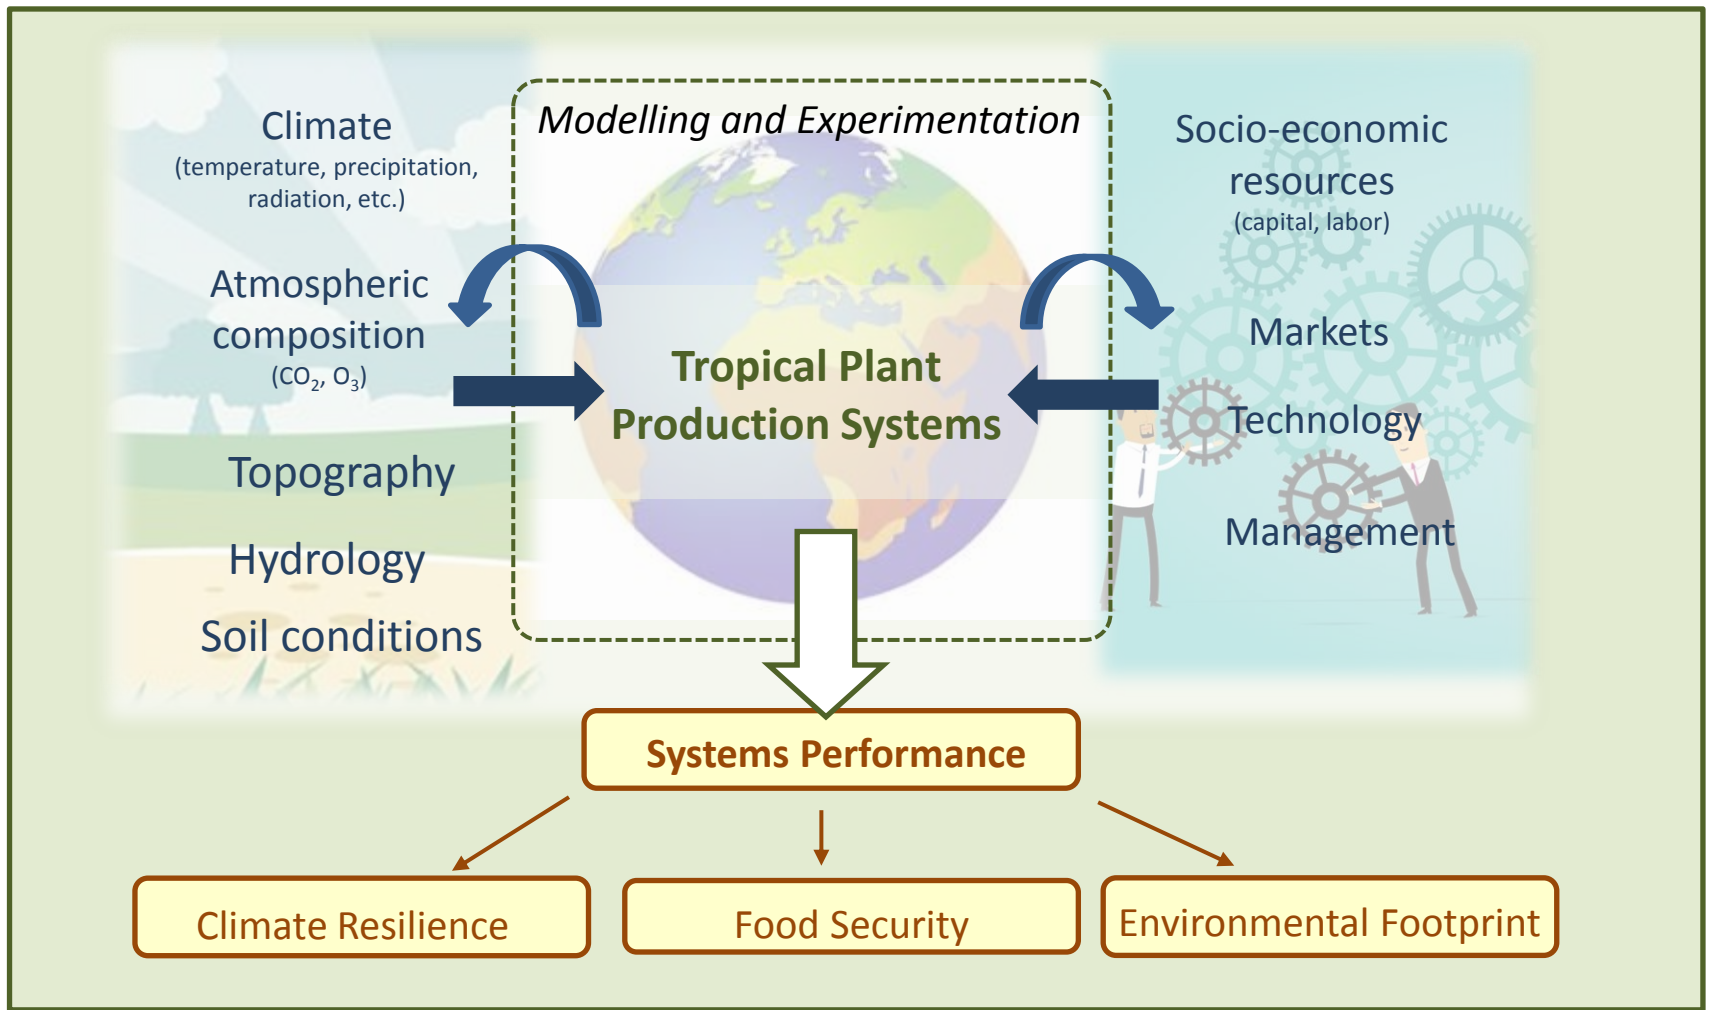 Modelling and Experimentation
Climate
(temperature, precipitation,
radiation, etc.)
Atmospheric
composition
(CO₂, O₃)
Topography
Hydrology
Soil conditions
Tropical Plant
Production Systems
Socio-economic
resources
(capital, labor)
Markets
Technology
Management
Systems Performance
Climate Resilience
Food Security
Environmental Footprint